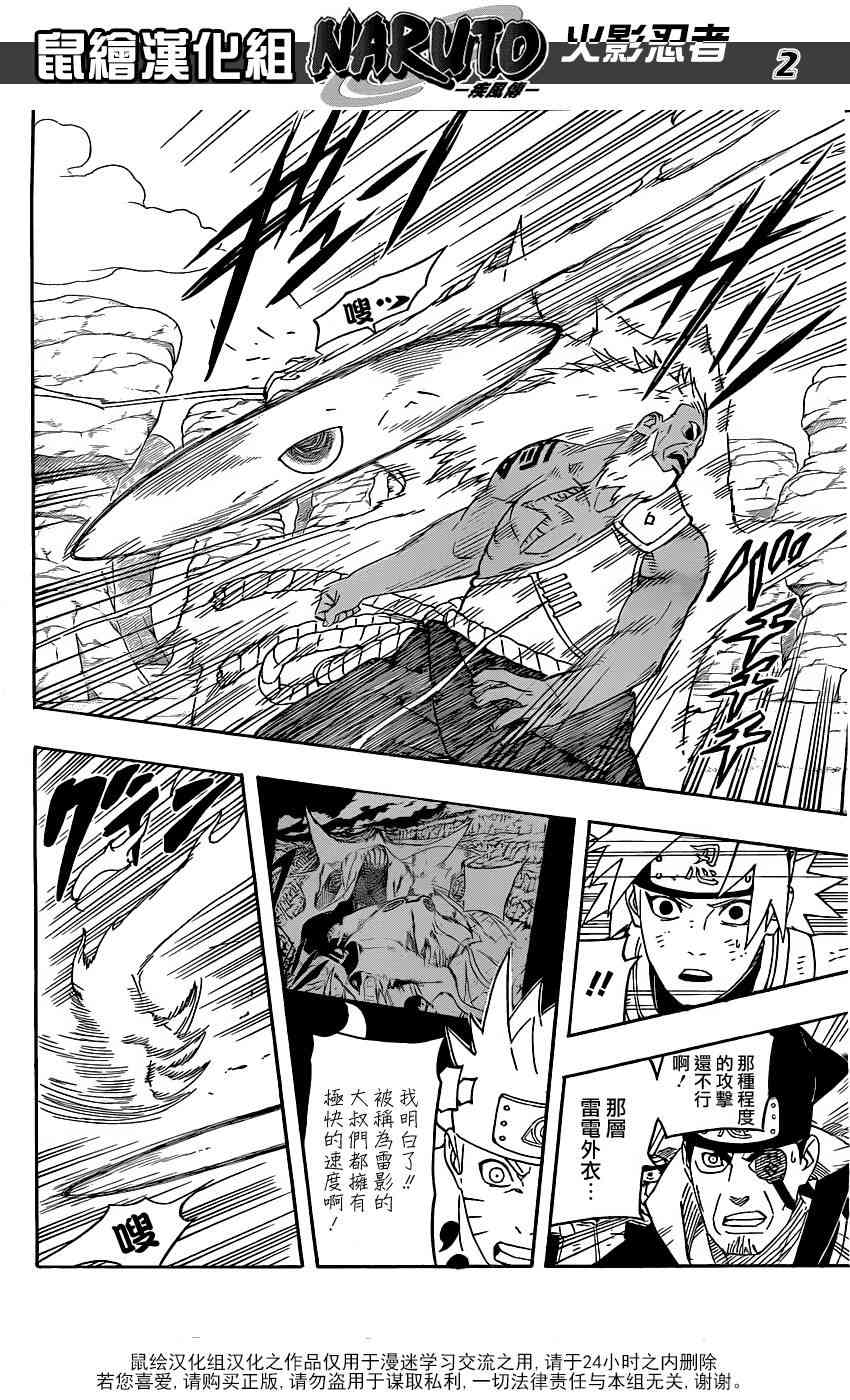 鼠繪漢化組
NARUTO
－疾風傳－
火影忍者
2
嗖
忍
!!
那種程度
的攻擊
還不行
啊！
那層
雷電外衣…
我明白了!!
被稱為雷影的
大叔們都擁有
極快的速度啊！
嗖
鼠绘汉化组汉化之作品仅用于漫迷学习交流之用, 请于24小时之内删除
若您喜爱, 请购买正版, 请勿盗用于谋取私利, 一切法律责任与本组无关, 谢谢。